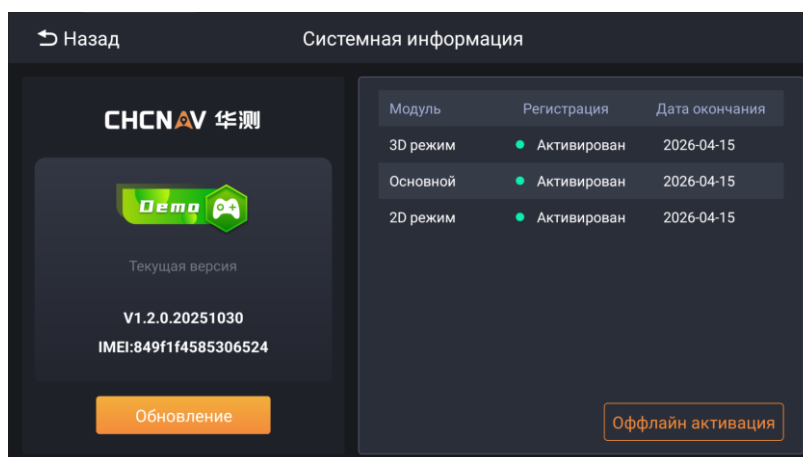 Назад
Системная информация
CHCNAV 华测
Demo
Текущая версия
V1.2.0.20251030
IMEI:849f1f4585306524
Обновление
Модуль Регистрация Дата окончания
3D режим Активирован 2026-04-15
Основной Активирован 2026-04-15
2D режим Активирован 2026-04-15
Оффлайн активация